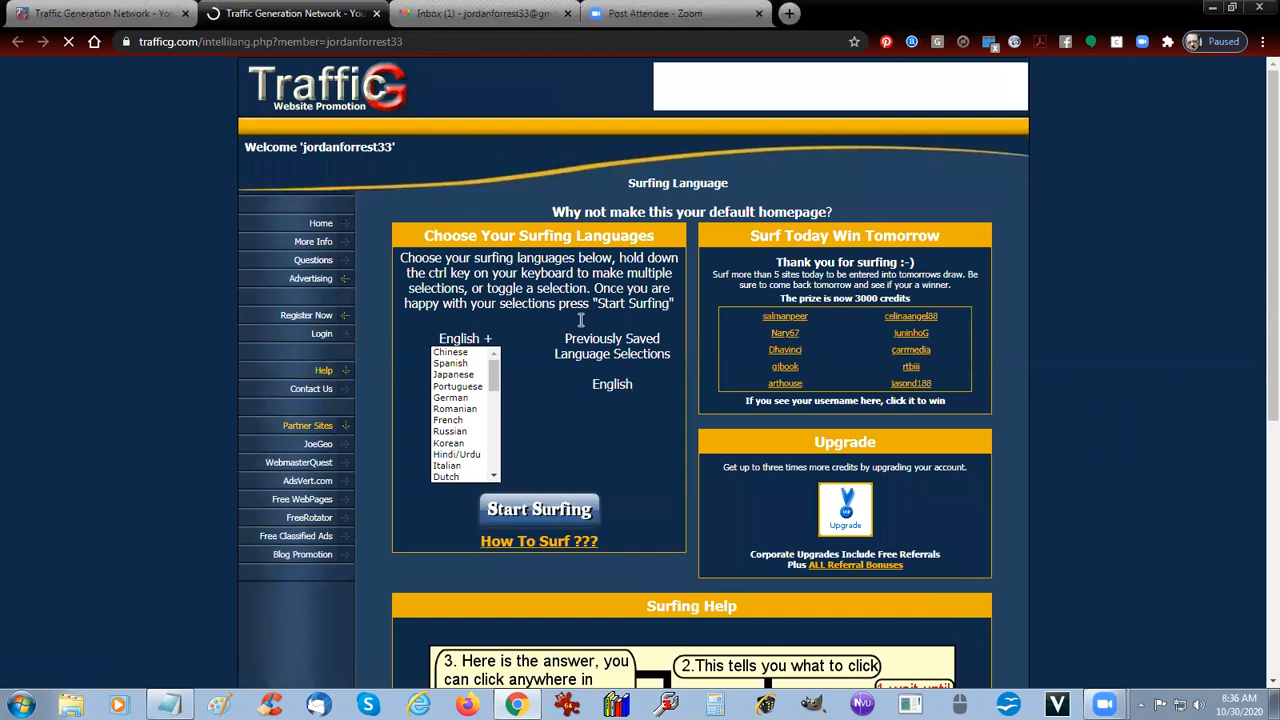 Traffic Generation Network - You
Traffic Generation Network - You
Inbox (1) - jordanforrest33@gm
Post Attendee - Zoom
trafficg.com/intellilang.php?member=jordanforrest33
Paused
TrafficG
Website Promotion
Welcome 'jordanforrest33'
Surfing Language
Why not make this your default homepage?
Home
More Info
Questions
Advertising
Register Now
Login
Help
Contact Us
Partner Sites
JoeGeo
WebmasterQuest
AdsVert.com
Free WebPages
FreeRotator
Free Classified Ads
Blog Promotion
Choose Your Surfing Languages
Choose your surfing languages below, hold down
the ctrl key on your keyboard to make multiple
selections, or toggle a selection. Once you are
happy with your selections press "Start Surfing"
English +
Chinese
Spanish
Japanese
Portuguese
German
Romanian
French
Russian
Korean
Hindi/Urdu
Italian
Dutch
Previously Saved
Language Selections
English
Start Surfing
How To Surf ???
Surf Today Win Tomorrow
Thank you for surfing :-)
Surf more than 5 sites today to be entered into tomorrows draw. Be
sure to come back tomorrow and see if your a winner.
The prize is now 3000 credits
salmanpeer celinaangel88
Nary67 JuninhoG
Dhavinci carrmedia
gjbook rtbiii
arthouse jasond188
If you see your username here, click it to win
Upgrade
Get up to three times more credits by upgrading your account.
VIP
Upgrade
Corporate Upgrades Include Free Referrals
Plus ALL Referral Bonuses
Surfing Help
3. Here is the answer, you
can click anywhere in
2.This tells you what to click
1. wait until
8:36 AM
10/30/2020